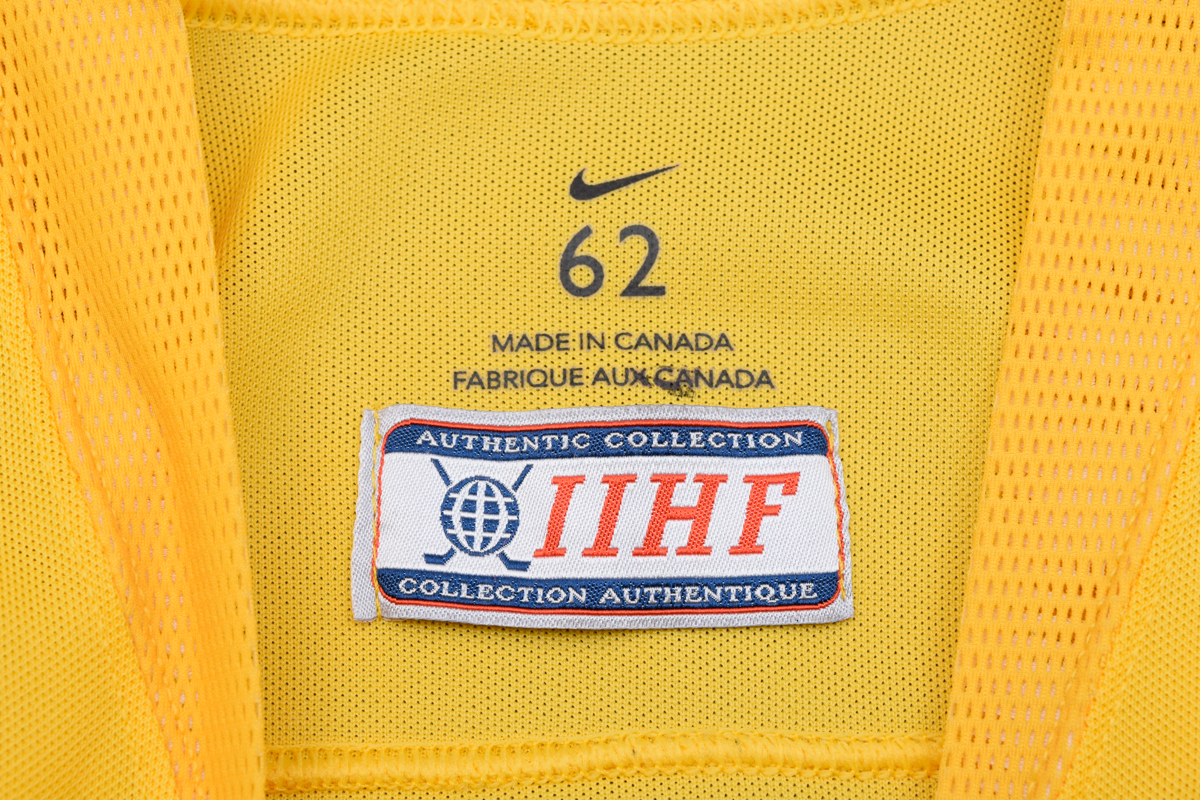 62
MADE IN CANADA
FABRIQUE AUX CANADA
AUTHENTIC COLLECTION
IIHF
COLLECTION AUTHENTIQUE